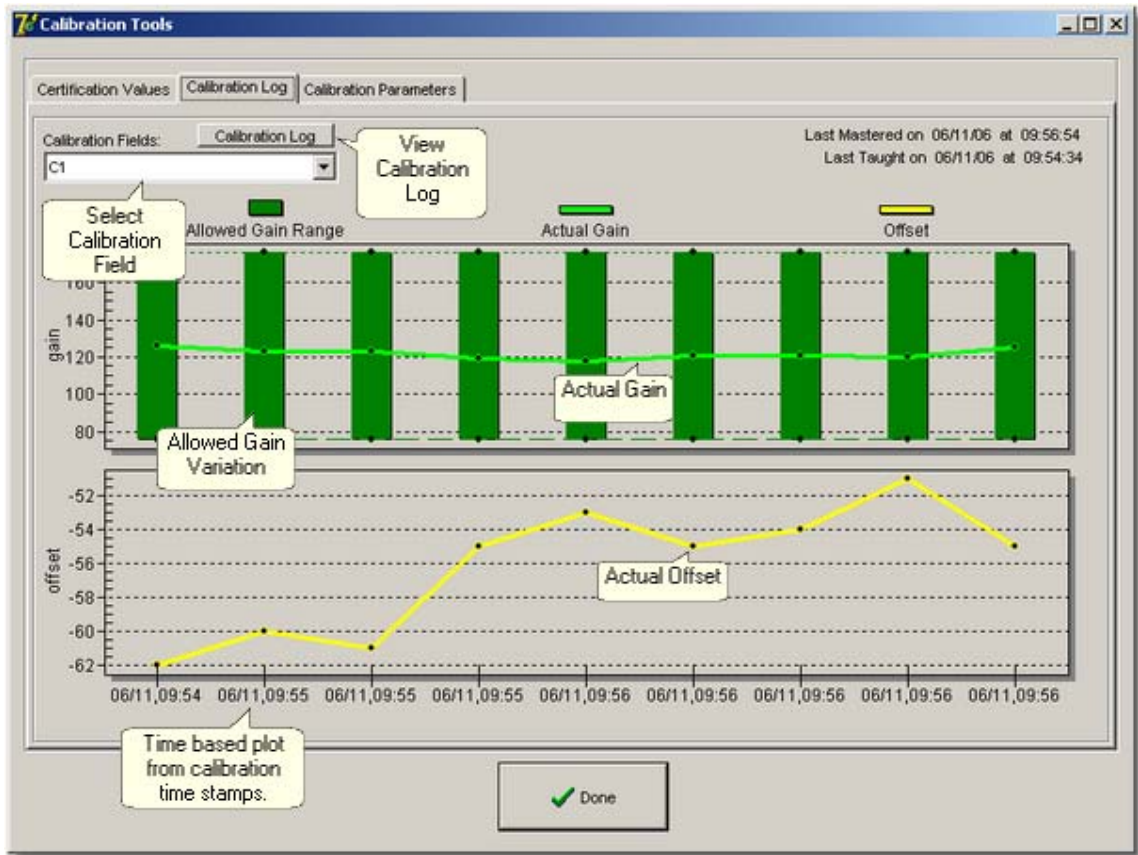 Calibration Tools
Certification Values
Calibration Log
Calibration Parameters
Calibration Fields:
Calibration Log
C1
View
Calibration
Log
Last Mastered on 06/11/06 at 09:56:54
Last Taught on 06/11/06 at 09:54:34
Select
Calibration
Field
Allowed Gain Range
Actual Gain
Offset
160
140
120
100
80
gain
Actual Gain
Allowed Gain
Variation
-52
-54
-56
-58
-60
-62
offset
Actual Offset
06/11,09:54 06/11,09:55 06/11,09:55 06/11,09:55 06/11,09:56 06/11,09:56 06/11,09:56 06/11,09:56 06/11,09:56
Time based plot
from calibration
time stamps.
Done